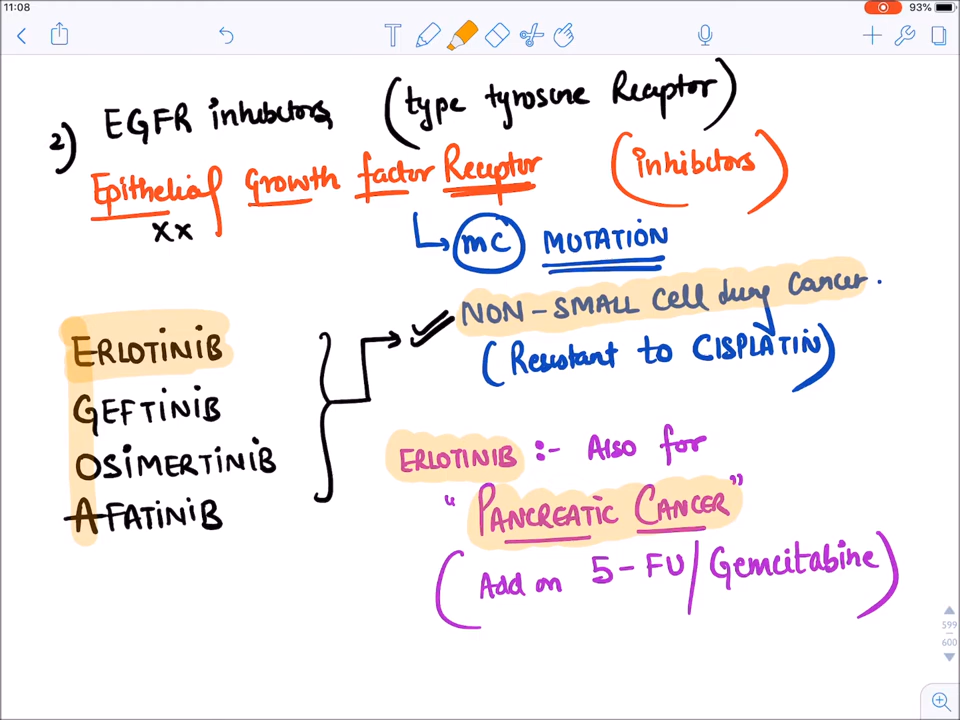 11:08
93%
T
2) EGFR inhibitors, (type tyrosine Receptor)
Epithelial Growth factor Receptor (inhibitors)
xx
mC MUTATION
NON-SMALL Cell lung Cancer.
(Resistant to CISPLATIN)
ERLOTINIB
GEFTINIB
OSIMERTINIB
AFATINIB
ERLOTINIB :- Also for
"PANCREATIC CANCER"
(Add on 5-FU/Gemcitabine)
599
600